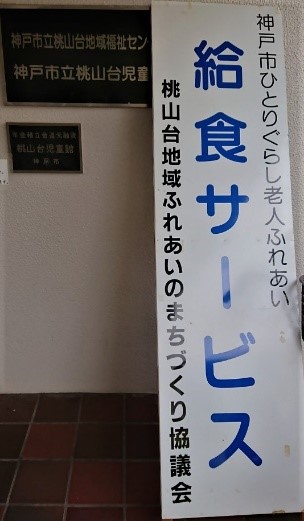 神戸市ひとりぐらし老人ふれあい
給食サービス
桃山台地域ふれあいのまちづくり協議会
神戸市立桃山台地域福祉セン
神戸市立桃山台児童
桃山台児童館
神戸市